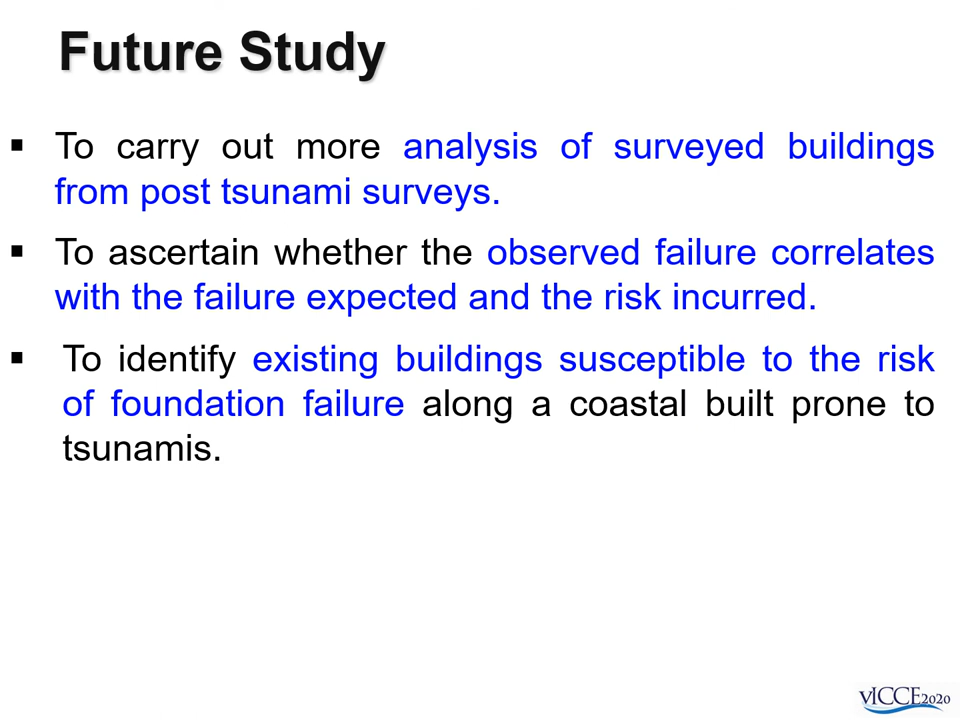 Future Study
▪ To carry out more analysis of surveyed buildings
from post tsunami surveys.
▪ To ascertain whether the observed failure correlates
with the failure expected and the risk incurred.
▪ To identify existing buildings susceptible to the risk
of foundation failure along a coastal built prone to
tsunamis.
vICCE2020